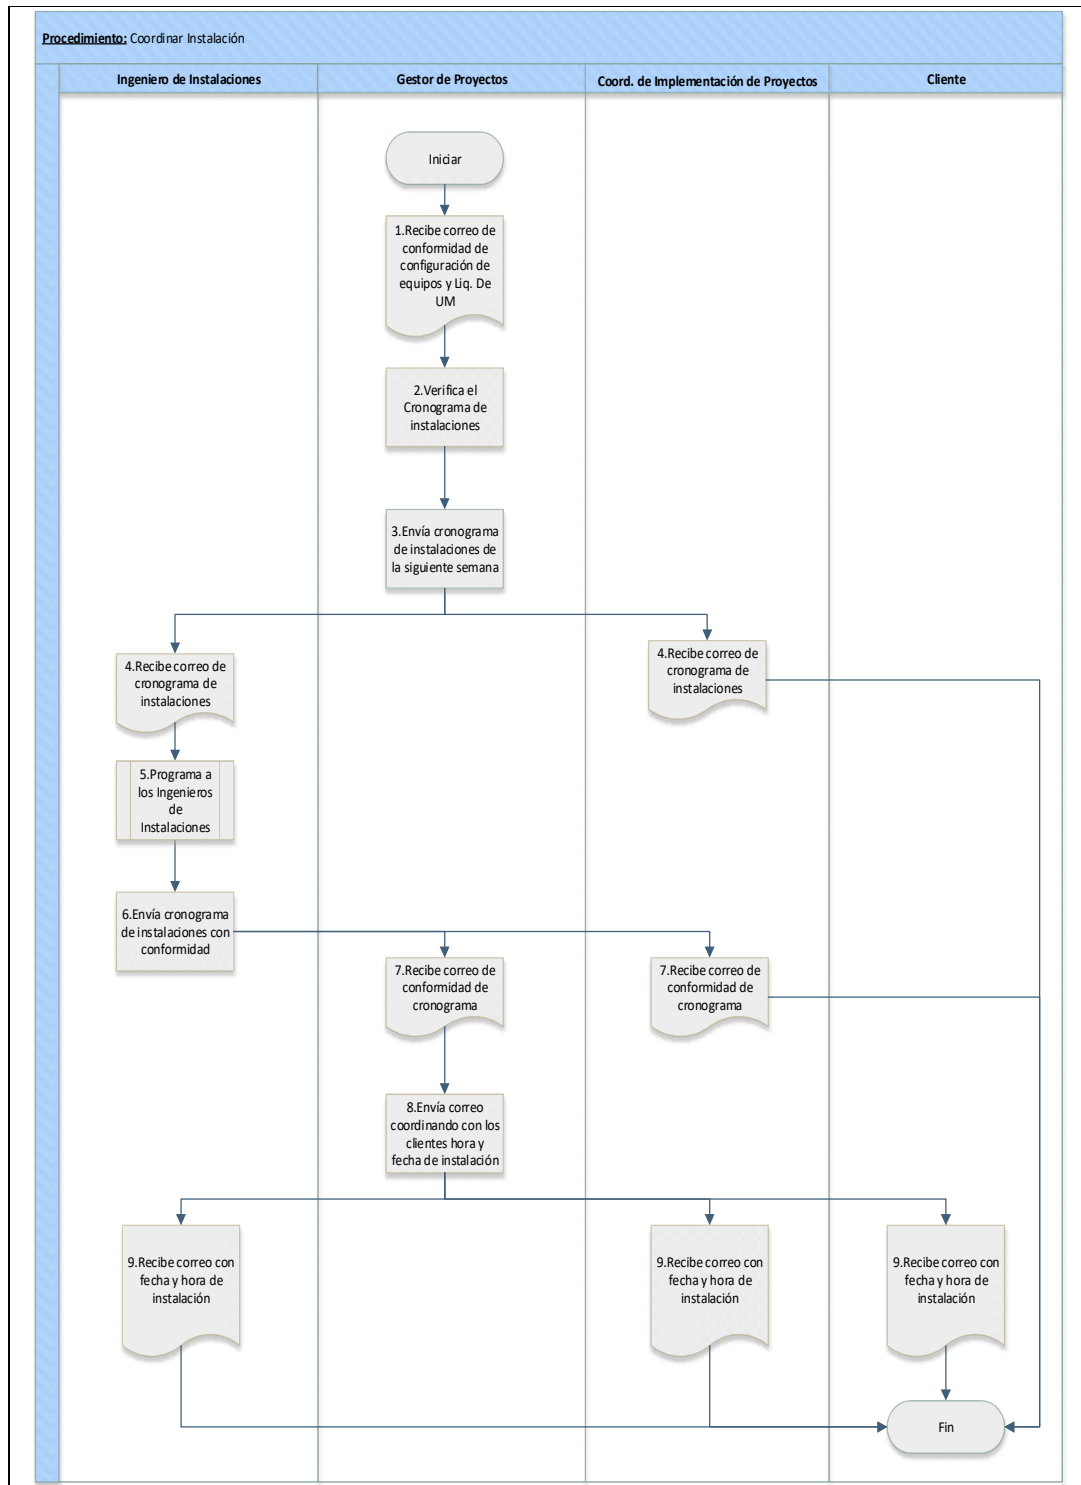 Procedimiento: Coordinar Instalación
Ingeniero de Instalaciones
Gestor de Proyectos
Coord. de Implementación de Proyectos
Cliente
Iniciar
1.Recibe correo de
conformidad de
configuración de
equipos y Liq. De
UM
2.Verifica el
Cronograma de
instalaciones
3.Envía cronograma
de instalaciones de
la siguiente semana
4.Recibe correo de
cronograma de
instalaciones
4.Recibe correo de
cronograma de
instalaciones
5.Programa a
los Ingenieros
de
Instalaciones
6.Envía cronograma
de instalaciones con
conformidad
7.Recibe correo de
conformidad de
cronograma
7.Recibe correo de
conformidad de
cronograma
8.Envía correo
coordinando con los
clientes hora y
fecha de instalación
9.Recibe correo con
fecha y hora de
instalación
9.Recibe correo con
fecha y hora de
instalación
9.Recibe correo con
fecha y hora de
instalación
Fin